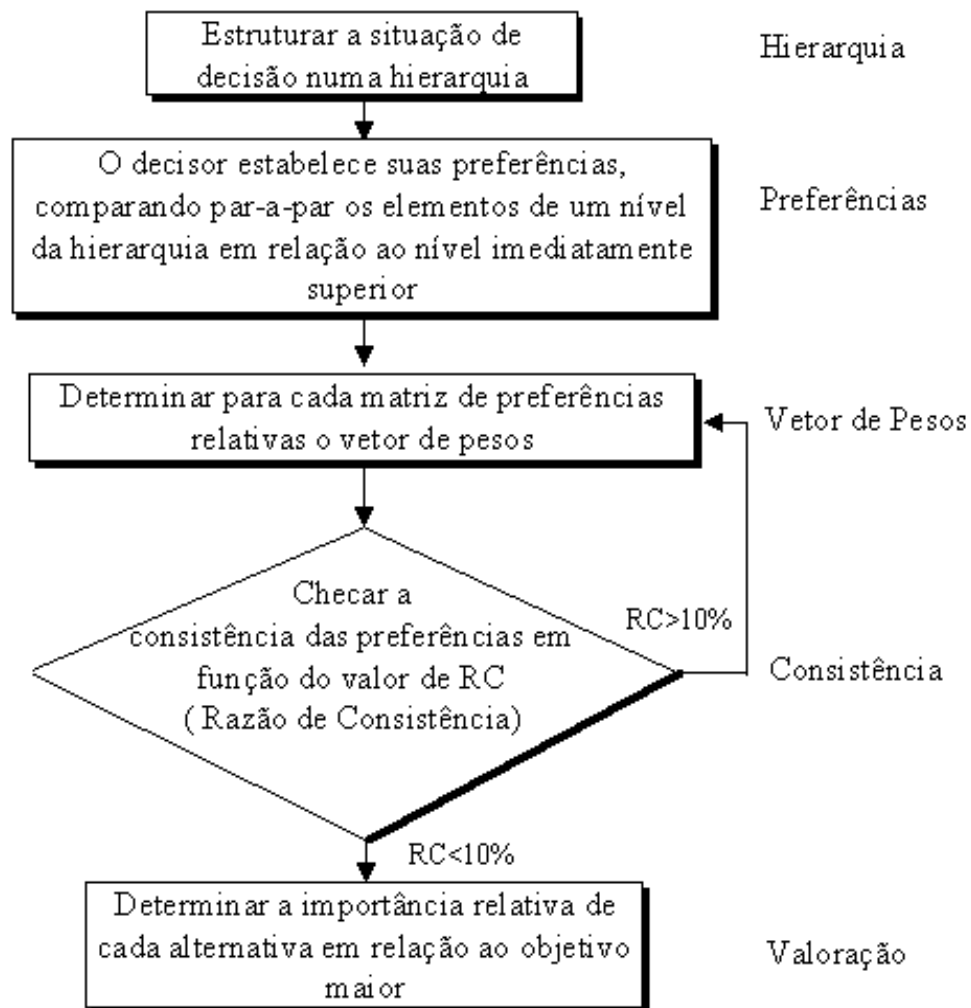 Estruturar a situação de
decisão numa hierarquia
Hierarquia
O decisor estabelece suas preferências,
comparando par-a-par os elementos de um nível
da hierarquia em relação ao nível imediatamente
superior
Preferências
Determinar para cada matriz de preferências
relativas o vetor de pesos
Vetor de Pesos
Checar a
consistência das preferências em
função do valor de RC
( Razão de Consistência)
RC>10%
Consistência
RC<10%
Determinar a importância relativa de
cada alternativa em relação ao objetivo
maior
Valoração